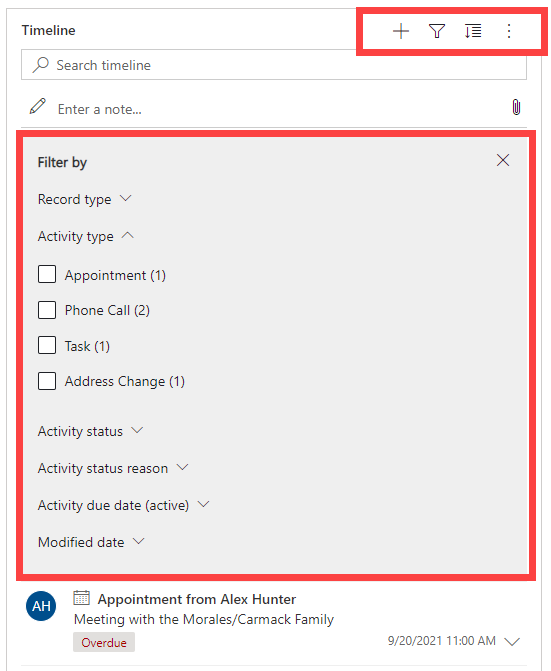 Timeline
Search timeline
Enter a note...
Filter by
Record type
Activity type
Appointment (1)
Phone Call (2)
Task (1)
Address Change (1)
Activity status
Activity status reason
Activity due date (active)
Modified date
AH
Appointment from Alex Hunter
Meeting with the Morales/Carmack Family
Overdue
9/20/2021 11:00 AM